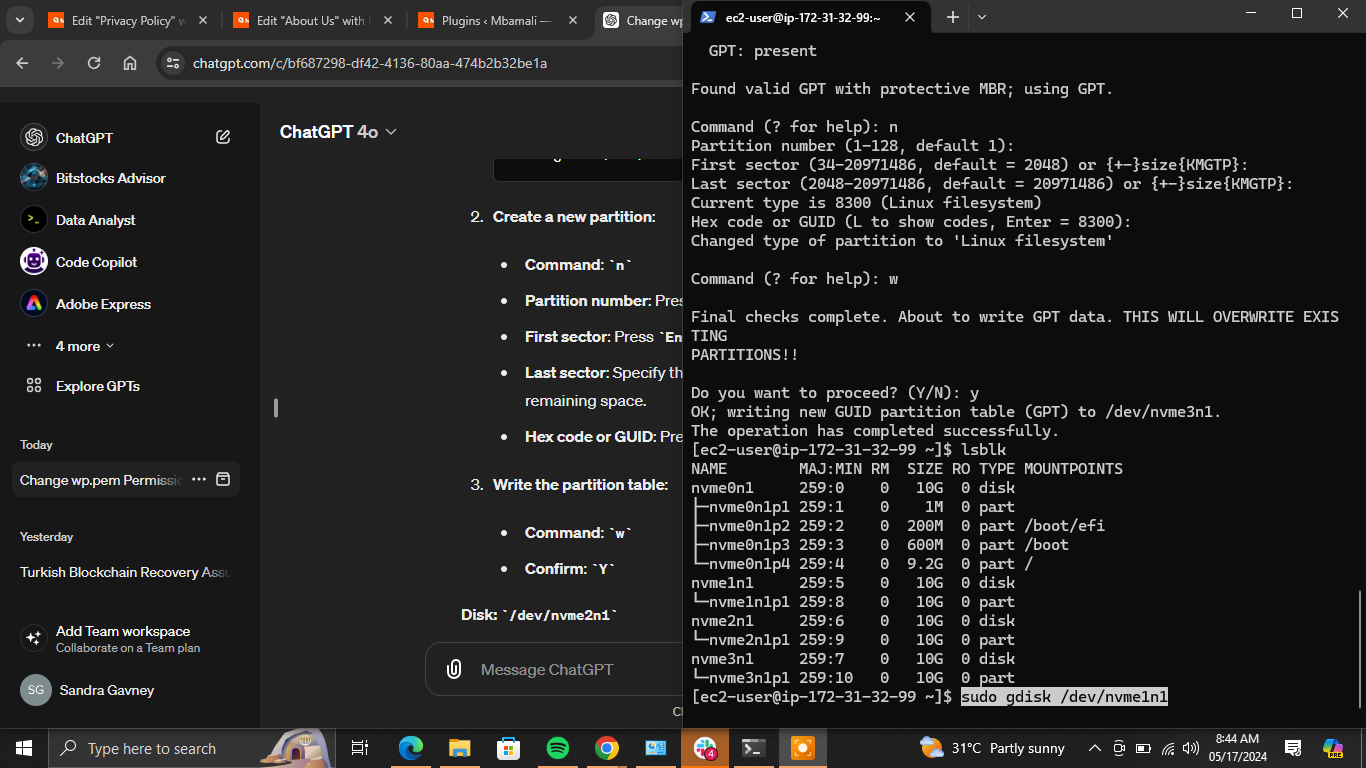 Edit "Privacy Policy" w
Edit "About Us" with
Plugins ‹ Mbamali —
Change wp
ec2-user@ip-172-31-32-99:~
chatgpt.com/c/bf687298-df42-4136-80aa-474b2b32be1a
ChatGPT
Bitstocks Advisor
Data Analyst
Code Copilot
Adobe Express
4 more
Explore GPTs
Today
Change wp.pem Permissic
Yesterday
Turkish Blockchain Recovery Assu
Add Team workspace
Collaborate on a Team plan
SG
Sandra Gavney
ChatGPT 4o
2. Create a new partition:
• Command: `n`
• Partition number: Pres
• First sector: Press `En
• Last sector: Specify th
remaining space.
• Hex code or GUID: Pre
3. Write the partition table:
• Command: `w`
• Confirm: `Y`
Disk: `/dev/nvme2n1`
Message ChatGPT
GPT: present
Found valid GPT with protective MBR; using GPT.
Command (? for help): n
Partition number (1-128, default 1):
First sector (34-20971486, default = 2048) or {+-}size{KMGTP}:
Last sector (2048-20971486, default = 20971486) or {+-}size{KMGTP}:
Current type is 8300 (Linux filesystem)
Hex code or GUID (L to show codes, Enter = 8300):
Changed type of partition to 'Linux filesystem'
Command (? for help): w
Final checks complete. About to write GPT data. THIS WILL OVERWRITE EXIS
TING
PARTITIONS!!
Do you want to proceed? (Y/N): y
OK; writing new GUID partition table (GPT) to /dev/nvme3n1.
The operation has completed successfully.
[ec2-user@ip-172-31-32-99 ~]$ lsblk
NAME MAJ:MIN RM SIZE RO TYPE MOUNTPOINTS
nvme0n1 259:0 0 10G 0 disk
├─nvme0n1p1 259:1 0 1M 0 part
├─nvme0n1p2 259:2 0 200M 0 part /boot/efi
├─nvme0n1p3 259:3 0 600M 0 part /boot
└─nvme0n1p4 259:4 0 9.2G 0 part /
nvme1n1 259:5 0 10G 0 disk
└─nvme1n1p1 259:8 0 10G 0 part
nvme2n1 259:6 0 10G 0 disk
└─nvme2n1p1 259:9 0 10G 0 part
nvme3n1 259:7 0 10G 0 disk
└─nvme3n1p1 259:10 0 10G 0 part
[ec2-user@ip-172-31-32-99 ~]$ sudo gdisk /dev/nvme1n1
Type here to search
4
31°C Partly sunny
8:44 AM
05/17/2024
PRE